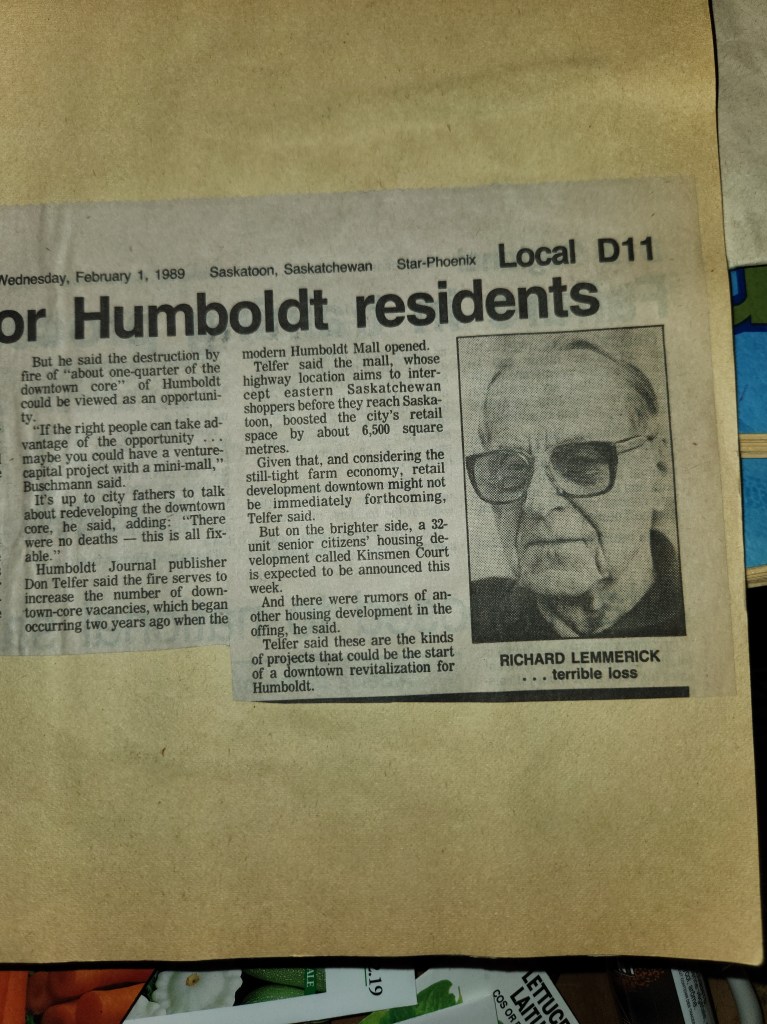 Wednesday, February 1, 1989 Saskatoon, Saskatchewan Star-Phoenix Local D11
or Humboldt residents
But he said the destruction by
fire of "about one-quarter of the
downtown core" of Humboldt
could be viewed as an opportuni-
ty.
"If the right people can take ad-
vantage of the opportunity ...
maybe you could have a venture-
capital project with a mini-mall,"
Buschmann said.
It's up to city fathers to talk
about redeveloping the downtown
core, he said, adding: "There
were no deaths — this is all fix-
able."
Humboldt Journal publisher
Don Telfer said the fire serves to
increase the number of down-
town-core vacancies, which began
occurring two years ago when the
modern Humboldt Mall opened.
Telfer said the mall, whose
highway location aims to inter-
cept eastern Saskatchewan
shoppers before they reach Saska-
toon, boosted the city's retail
space by about 6,500 square
metres.
Given that, and considering the
still-tight farm economy, retail
development downtown might not
be immediately forthcoming,
Telfer said.
But on the brighter side, a 32-
unit senior citizens' housing de-
velopment called Kinsmen Court
is expected to be announced this
week.
And there were rumors of an-
other housing development in the
offing, he said.
Telfer said these are the kinds
of projects that could be the start
of a downtown revitalization for
Humboldt.
RICHARD LEMMERICK
... terrible loss
.19
LETTUC
LAITU
COS OR